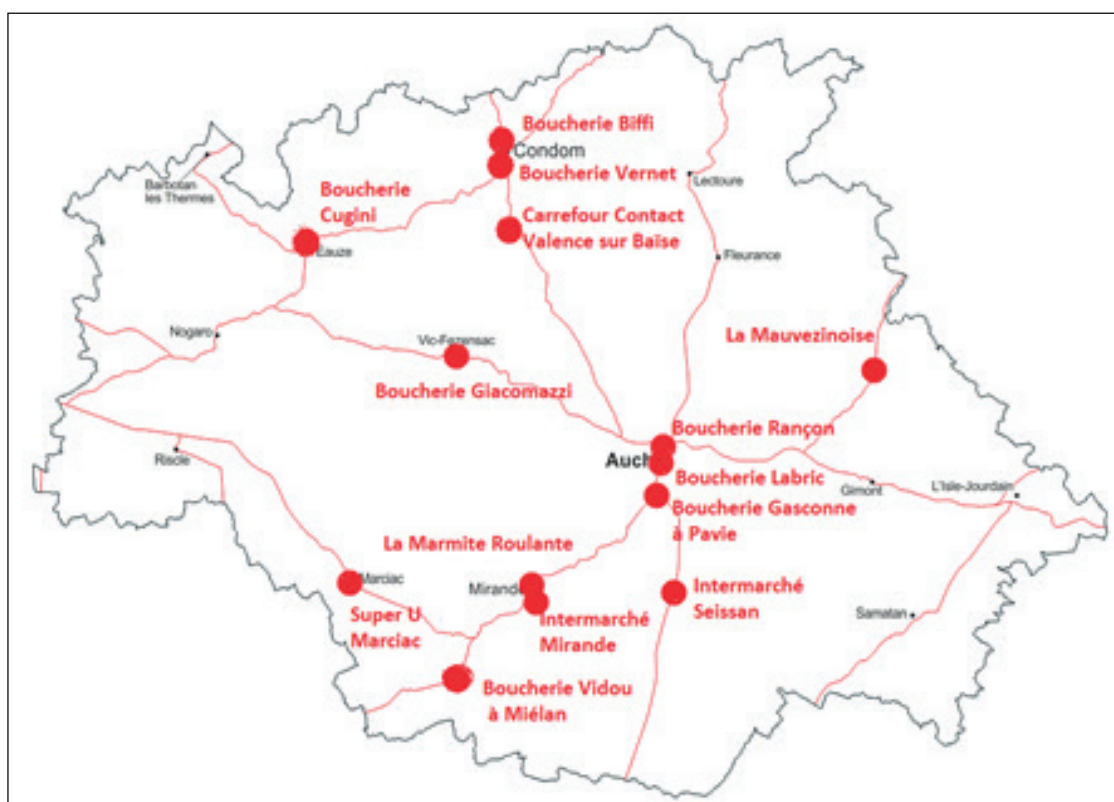 Boucherie Biffi
Condom
Boucherie Vernet
Barbotan
les Thermes
Lectoure
Boucherie
Cugini
Carrefour Contact
Valence sur Baïse
Eauze
Fleurance
Nogaro
Vic-Fezensac
La Mauvezinoise
Boucherie Giacomazzi
Boucherie Rançon
Riscle
Auch
Boucherie Labric
Gimont
L'Isle-Jourdain
Boucherie Gasconne
à Pavie
La Marmite Roulante
Marciac
Mirande
Intermarché
Seissan
Super U
Marciac
Intermarché
Mirande
Samatan
Boucherie Vidou
à Miélan